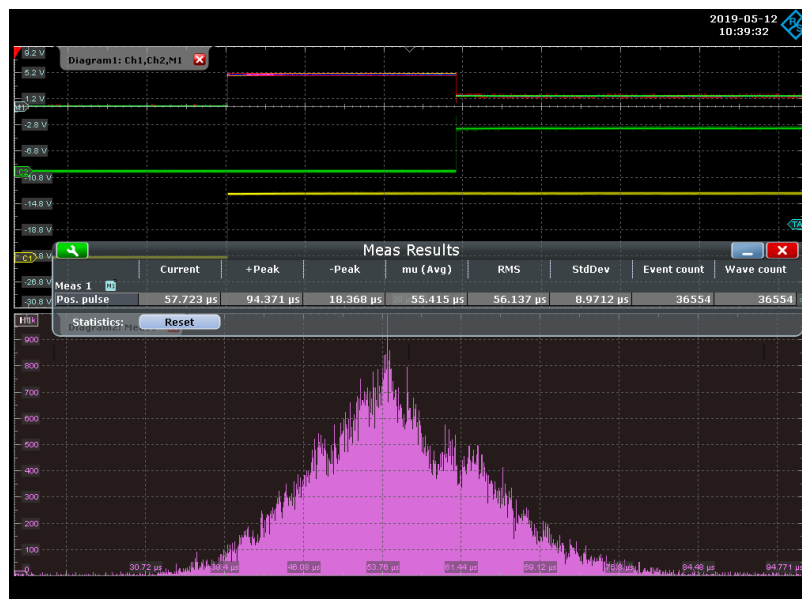 2019-05-12
10:39:32
9.2 V
Diagram1: Ch1,Ch2,M1
5.2 V
1.2 V
M1
-2.8 V
-6.8 V
C2
-10.8 V
-14.8 V
-18.8 V
TA
Meas Results
C1
Current +Peak -Peak mu (Avg) RMS StdDev Event count Wave count
-26.8 V
Meas 1 M1
-30.8 V
Pos. pulse 57.723 µs 94.371 µs 18.368 µs 55.415 µs 56.137 µs 8.9712 µs 36554 36554
Statistics: Reset
900
800
700
600
500
400
300
200
100
0
30.72 µs 38.4 µs 46.08 µs 53.76 µs 61.44 µs 69.12 µs 76.8 µs 84.48 µs 94.771 µs